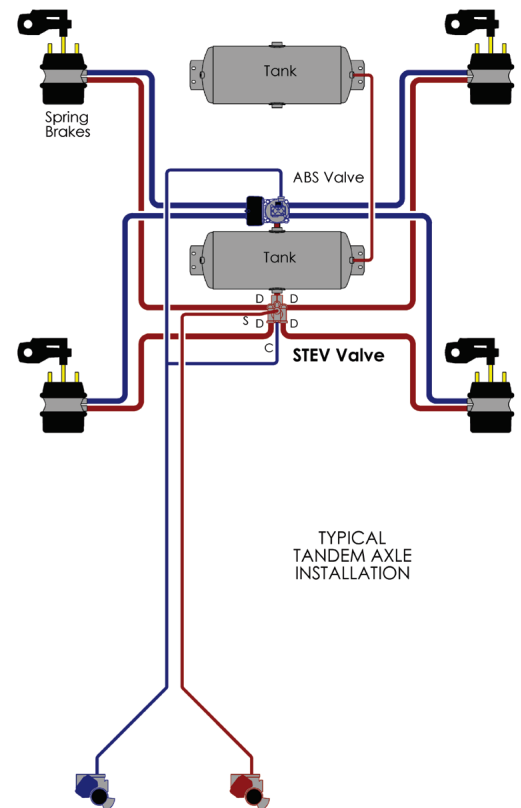 Tank
Spring
Brakes
ABS Valve
Tank
D D
S
D D
C
STEV Valve
TYPICAL
TANDEM AXLE
INSTALLATION